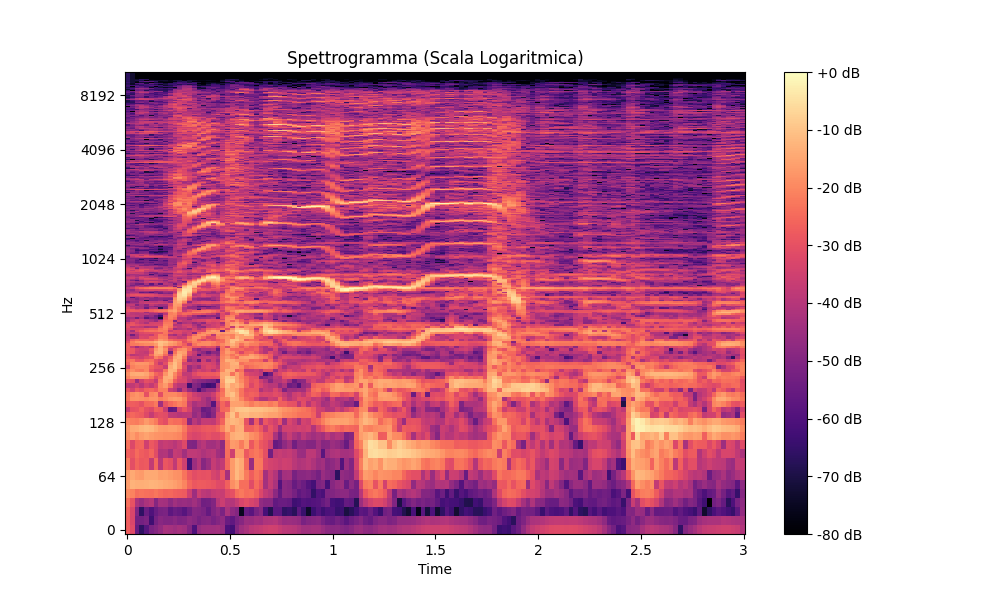 Spettrogramma (Scala Logaritmica)
Hz
8192
4096
2048
1024
512
256
128
64
0
0 0.5 1 1.5 2 2.5 3
Time
+0 dB
-10 dB
-20 dB
-30 dB
-40 dB
-50 dB
-60 dB
-70 dB
-80 dB